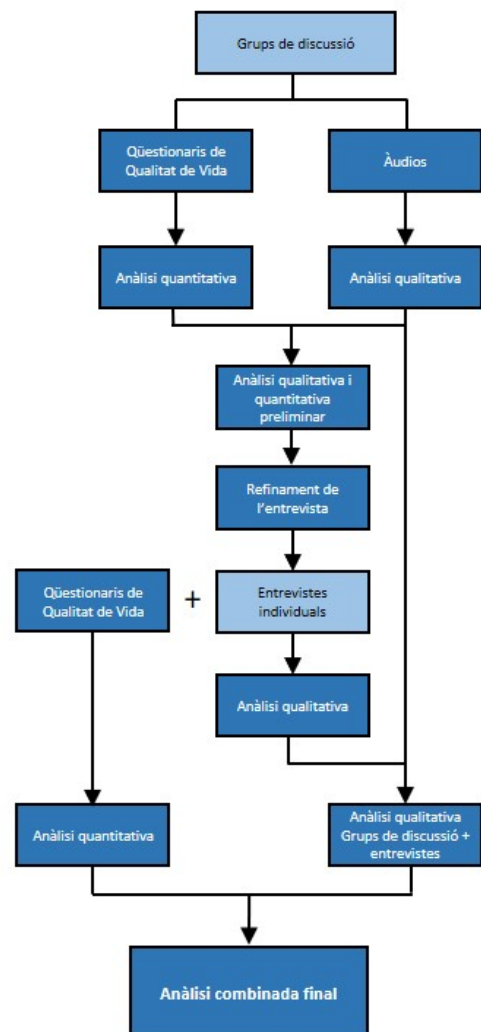 Grups de discussió
Qüestionaris de
Qualitat de Vida
Àudios
Anàlisi quantitativa
Anàlisi qualitativa
Anàlisi qualitativa i
quantitativa
preliminar
Refinament de
l'entrevista
Qüestionaris de
Qualitat de Vida
+
Entrevistes
individuals
Anàlisi qualitativa
Anàlisi quantitativa
Anàlisi qualitativa
Grups de discussió +
entrevistes
Anàlisi combinada final